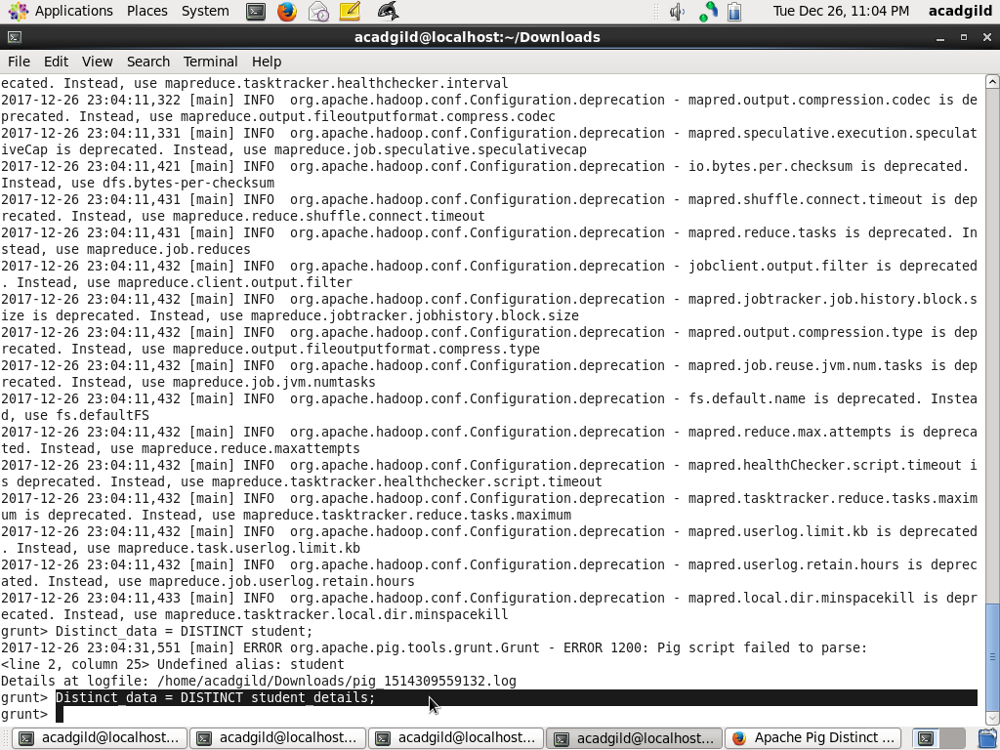 Applications Places System Tue Dec 26, 11:04 PM acadgild
acadgild@localhost:~/Downloads
File Edit View Search Terminal Help
ecated. Instead, use mapreduce.tasktracker.healthchecker.interval
2017-12-26 23:04:11,322 [main] INFO  org.apache.hadoop.conf.Configuration.deprecation - mapred.output.compression.codec is de
precated. Instead, use mapreduce.output.fileoutputformat.compress.codec
2017-12-26 23:04:11,331 [main] INFO  org.apache.hadoop.conf.Configuration.deprecation - mapred.speculative.execution.speculat
iveCap is deprecated. Instead, use mapreduce.job.speculative.speculativecap
2017-12-26 23:04:11,421 [main] INFO  org.apache.hadoop.conf.Configuration.deprecation - io.bytes.per.checksum is deprecated.
Instead, use dfs.bytes-per-checksum
2017-12-26 23:04:11,431 [main] INFO  org.apache.hadoop.conf.Configuration.deprecation - mapred.shuffle.connect.timeout is dep
recated. Instead, use mapreduce.reduce.shuffle.connect.timeout
2017-12-26 23:04:11,431 [main] INFO  org.apache.hadoop.conf.Configuration.deprecation - mapred.reduce.tasks is deprecated. In
stead, use mapreduce.job.reduces
2017-12-26 23:04:11,432 [main] INFO  org.apache.hadoop.conf.Configuration.deprecation - jobclient.output.filter is deprecated
. Instead, use mapreduce.client.output.filter
2017-12-26 23:04:11,432 [main] INFO  org.apache.hadoop.conf.Configuration.deprecation - mapred.jobtracker.job.history.block.s
ize is deprecated. Instead, use mapreduce.jobtracker.jobhistory.block.size
2017-12-26 23:04:11,432 [main] INFO  org.apache.hadoop.conf.Configuration.deprecation - mapred.output.compression.type is dep
recated. Instead, use mapreduce.output.fileoutputformat.compress.type
2017-12-26 23:04:11,432 [main] INFO  org.apache.hadoop.conf.Configuration.deprecation - mapred.job.reuse.jvm.num.tasks is dep
recated. Instead, use mapreduce.job.jvm.numtasks
2017-12-26 23:04:11,432 [main] INFO  org.apache.hadoop.conf.Configuration.deprecation - fs.default.name is deprecated. Instea
d, use fs.defaultFS
2017-12-26 23:04:11,432 [main] INFO  org.apache.hadoop.conf.Configuration.deprecation - mapred.reduce.max.attempts is depreca
ted. Instead, use mapreduce.reduce.maxattempts
2017-12-26 23:04:11,432 [main] INFO  org.apache.hadoop.conf.Configuration.deprecation - mapred.healthChecker.script.timeout i
s deprecated. Instead, use mapreduce.tasktracker.healthchecker.script.timeout
2017-12-26 23:04:11,432 [main] INFO  org.apache.hadoop.conf.Configuration.deprecation - mapred.tasktracker.reduce.tasks.maxim
um is deprecated. Instead, use mapreduce.tasktracker.reduce.tasks.maximum
2017-12-26 23:04:11,432 [main] INFO  org.apache.hadoop.conf.Configuration.deprecation - mapred.userlog.limit.kb is deprecated
. Instead, use mapreduce.task.userlog.limit.kb
2017-12-26 23:04:11,432 [main] INFO  org.apache.hadoop.conf.Configuration.deprecation - mapred.userlog.retain.hours is deprec
ated. Instead, use mapreduce.job.userlog.retain.hours
2017-12-26 23:04:11,433 [main] INFO  org.apache.hadoop.conf.Configuration.deprecation - mapred.local.dir.minspacekill is depr
ecated. Instead, use mapreduce.tasktracker.local.dir.minspacekill
grunt> Distinct_data = DISTINCT student;
2017-12-26 23:04:31,551 [main] ERROR org.apache.pig.tools.grunt.Grunt - ERROR 1200: Pig script failed to parse:
<line 2, column 25> Undefined alias: student
Details at logfile: /home/acadgild/Downloads/pig_1514309559132.log
grunt> Distinct_data = DISTINCT student_details;
grunt>
acadgild@localhost... acadgild@localhost... acadgild@localhost... acadgild@localhost... Apache Pig Distinct ...